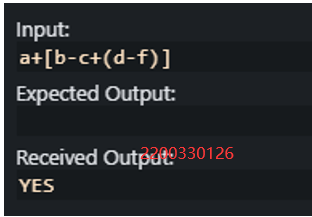 Input:
a+[b-c+(d-f)]
Expected Output:
Received Output:
2200330126
YES